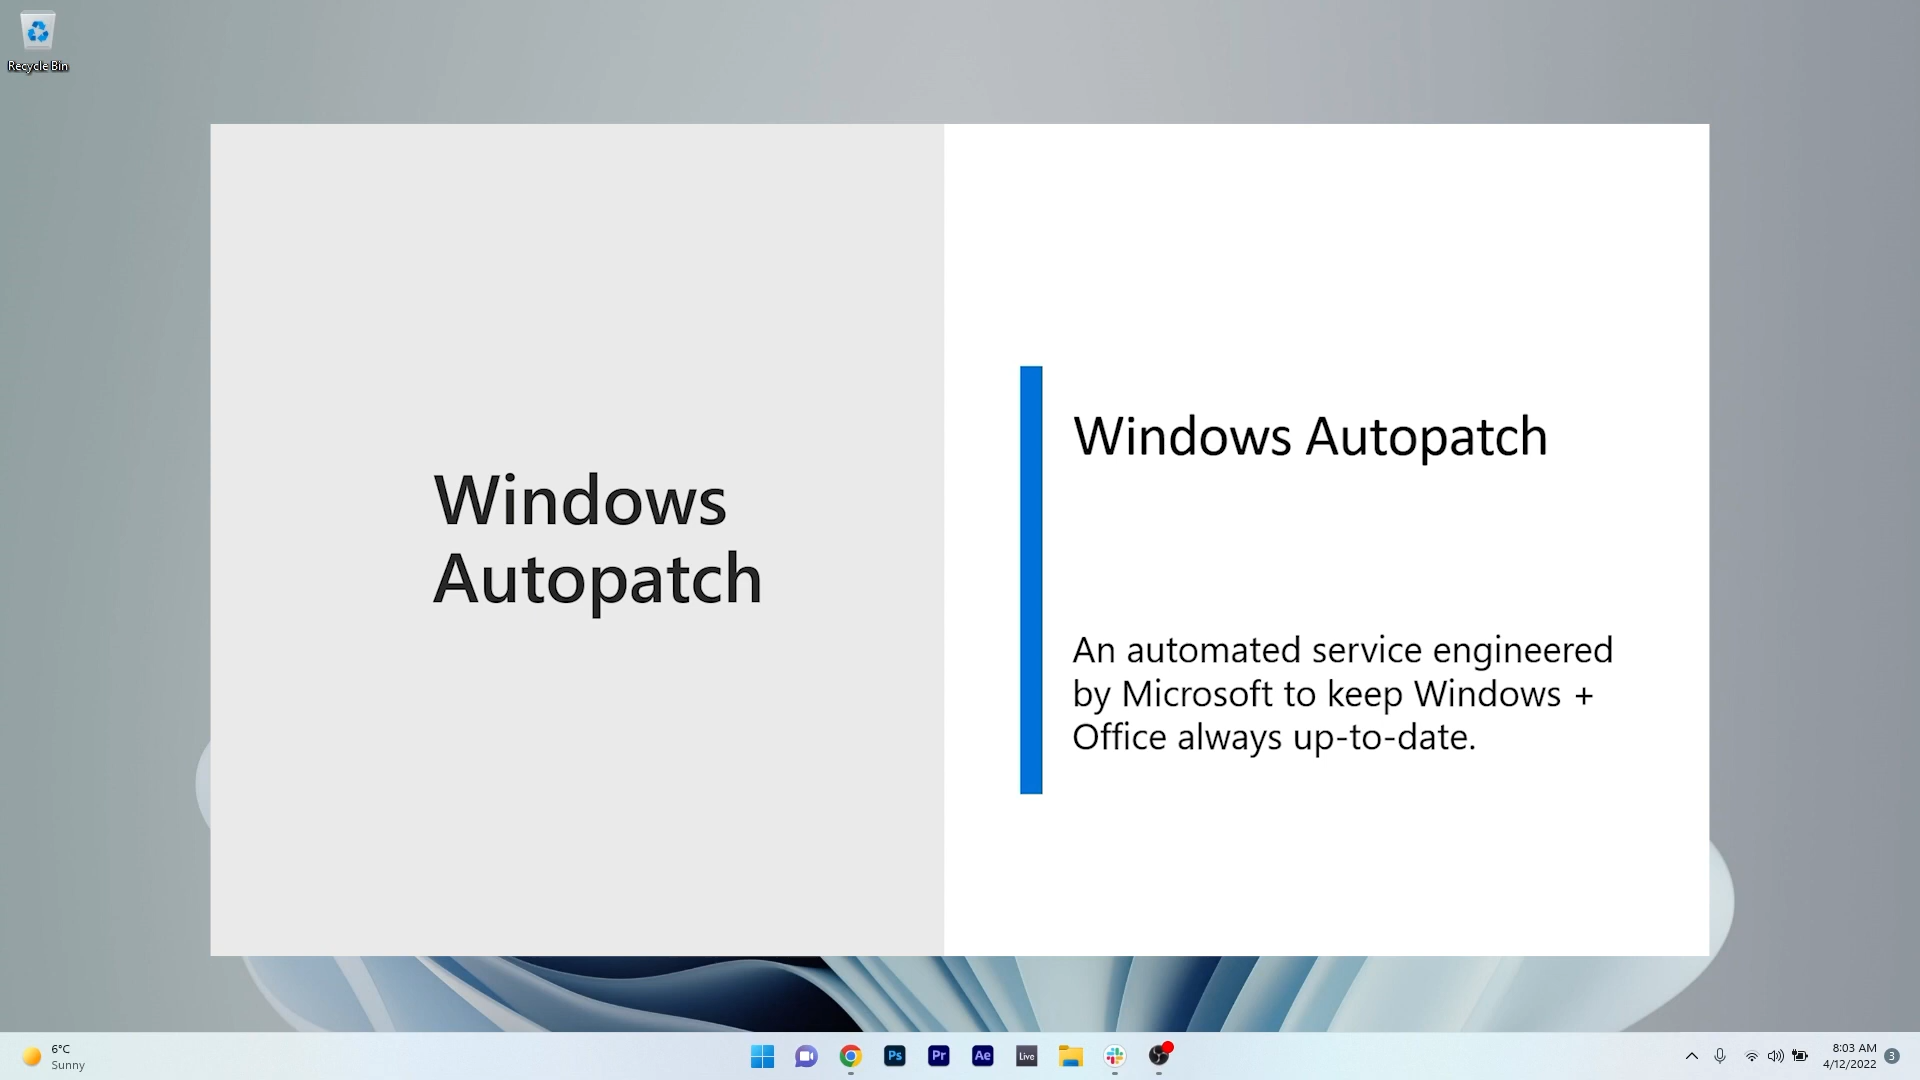 Recycle Bin
Windows
Autopatch
Windows Autopatch
An automated service engineered
by Microsoft to keep Windows +
Office always up-to-date.
6°C
Sunny
Ps
Pr
Ae
Live
8:03 AM
4/12/2022
3